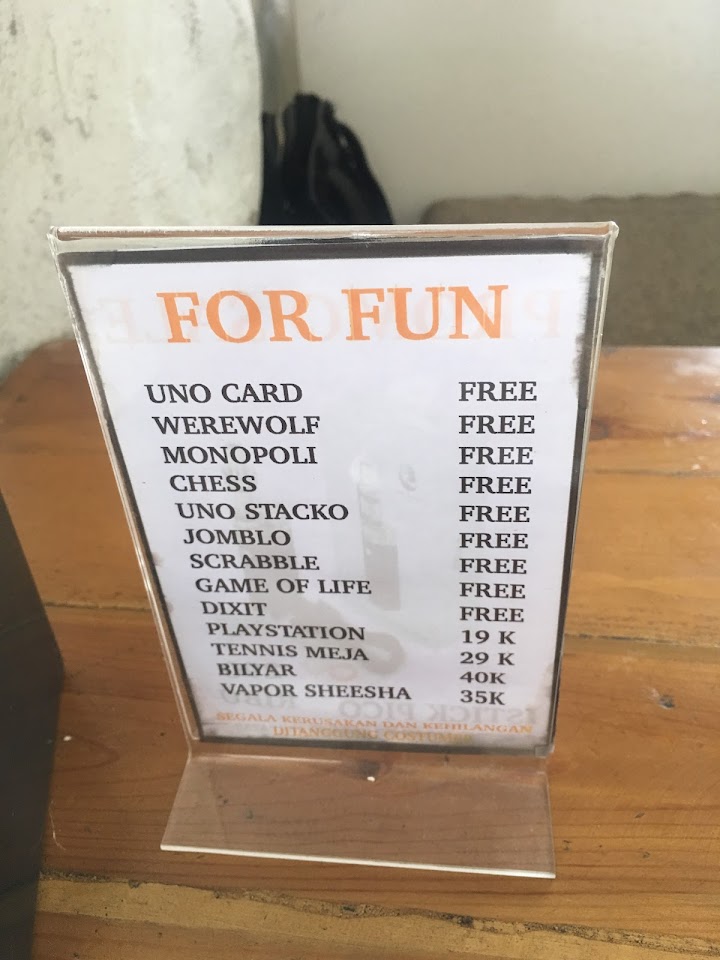 FOR FUN
UNO CARD FREE
WEREWOLF FREE
MONOPOLI FREE
CHESS FREE
UNO STACKO FREE
JOMBLO FREE
SCRABBLE FREE
GAME OF LIFE FREE
DIXIT FREE
PLAYSTATION 19 K
TENNIS MEJA 29 K
BILYAR 40K
VAPOR SHEESHA 35K
SEGALA KERUSAKAN DAN KEHILANGAN
DITANGGUNG COSTUMER